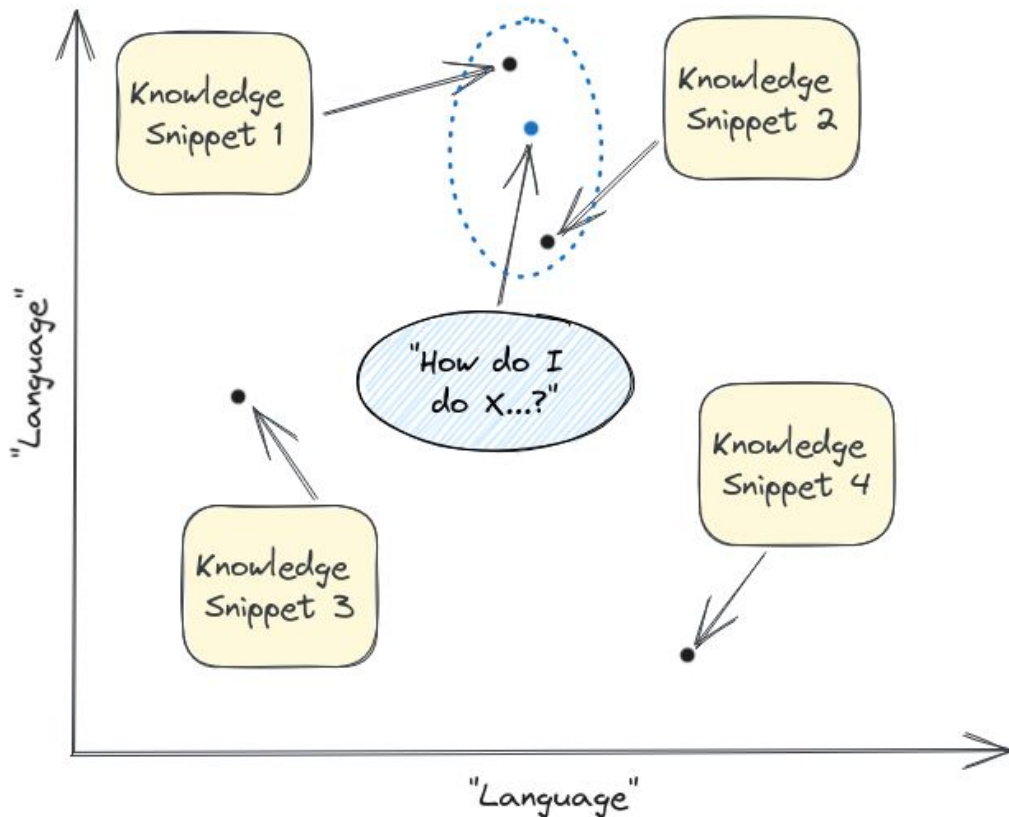 Knowledge
Snippet 1
Knowledge
Snippet 2
"How do I
do X...?"
"Language"
Knowledge
Snippet 4
Knowledge
Snippet 3
"Language"